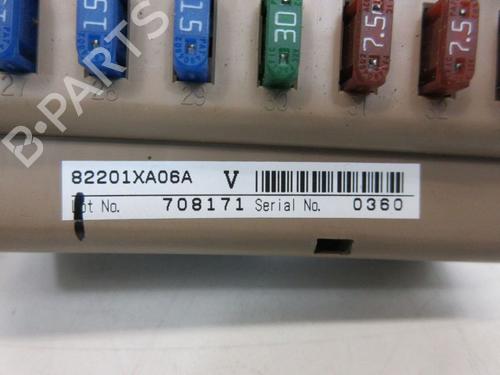 15 15 30 7.5 7.5
27 28 29 30 31 32
B-PARTS
82201XA06A V
Lot No. 708171 Serial No. 0360